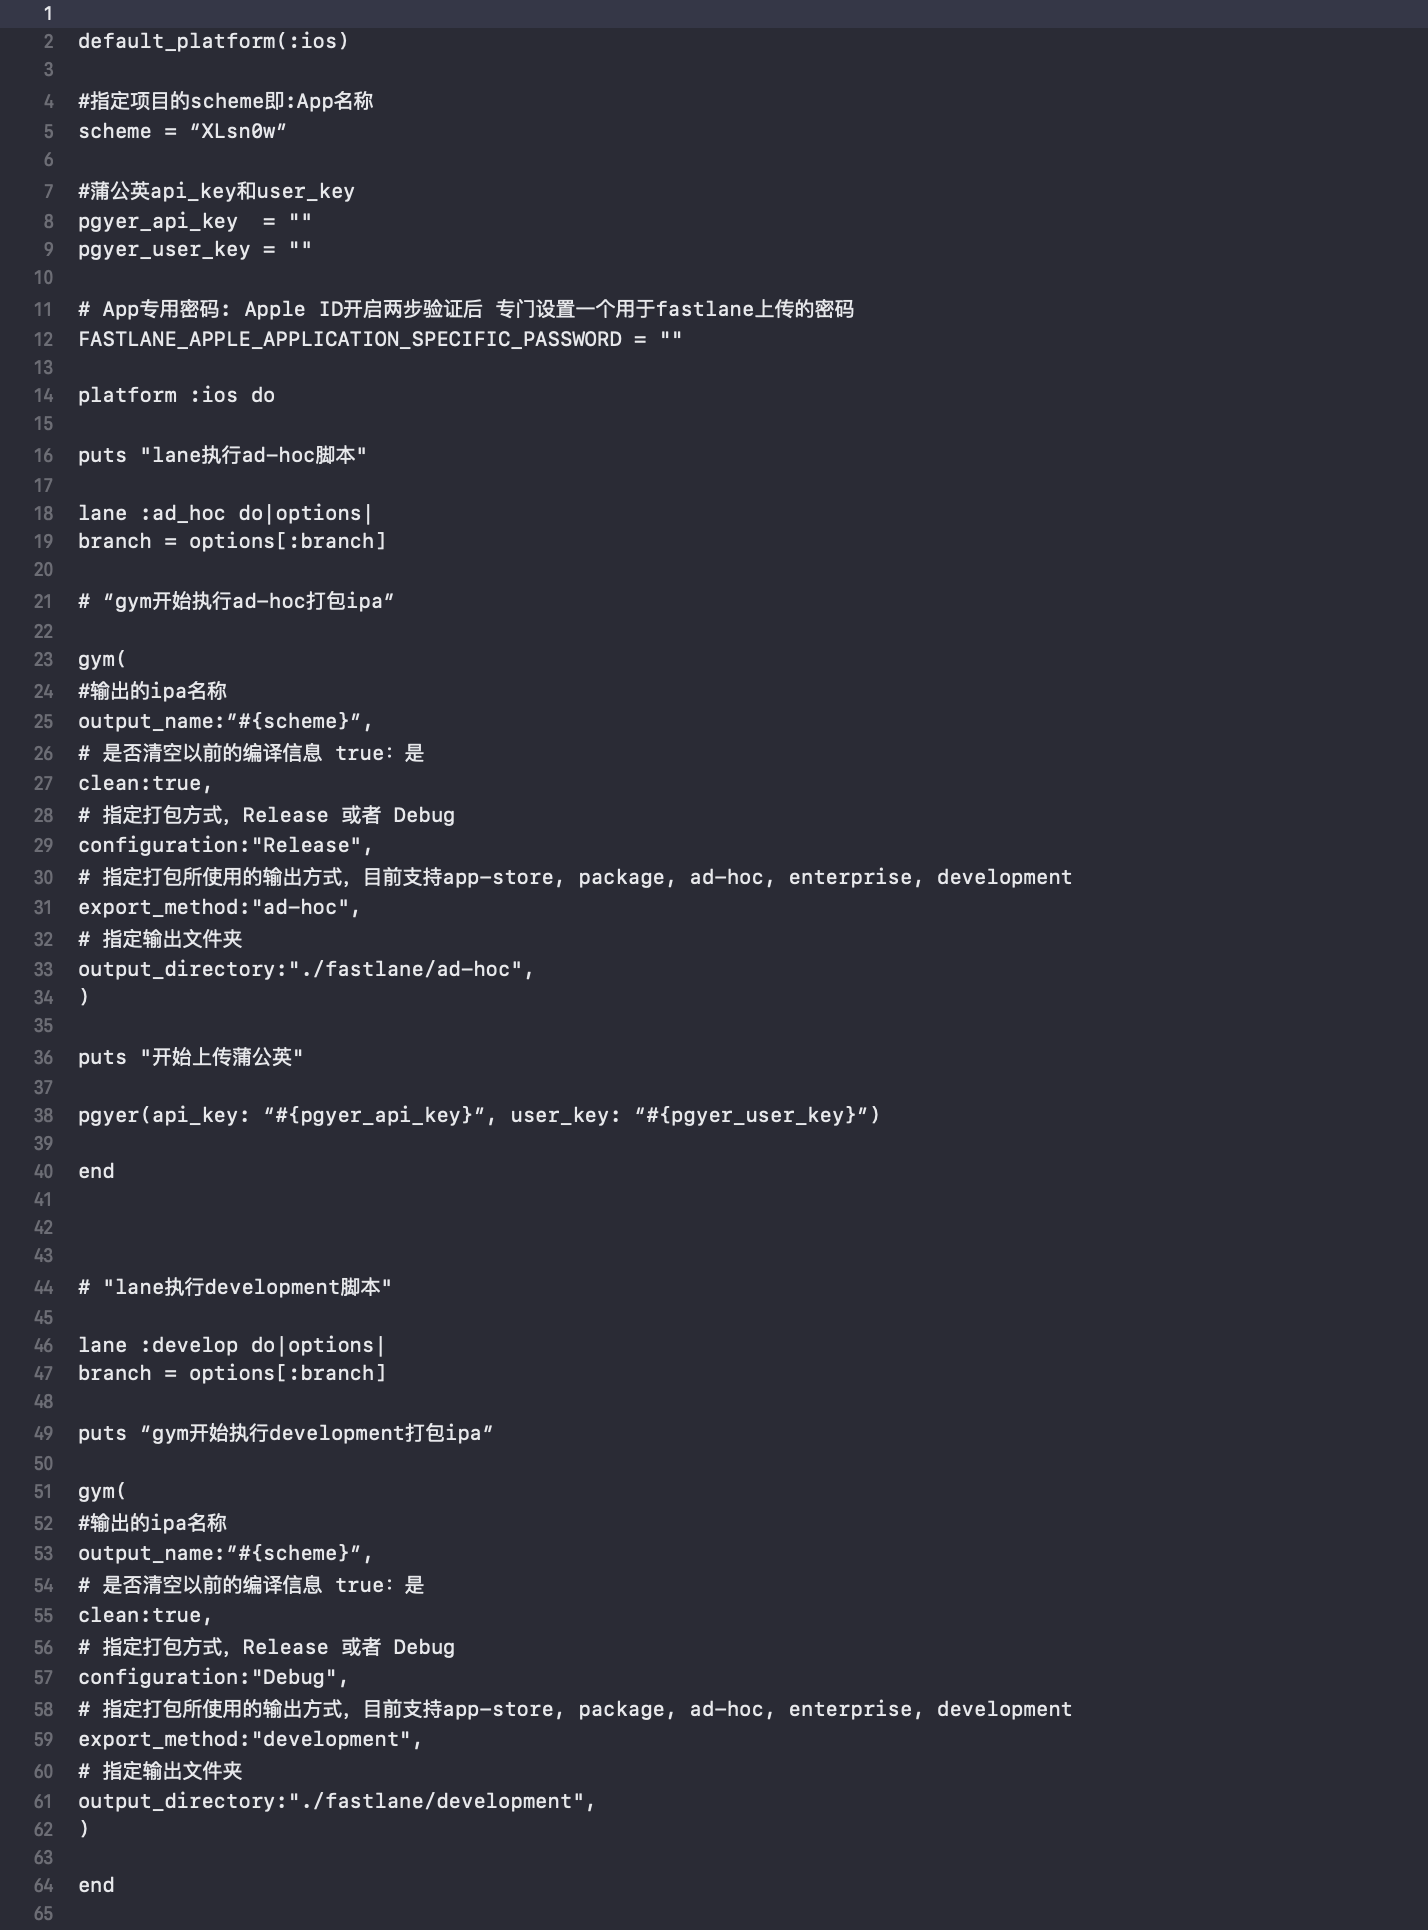 1
2 default_platform(:ios)
3
4 #指定项目的scheme即:App名称
5 scheme = “XLsn0w”
6
7 #蒲公英api_key和user_key
8 pgyer_api_key  = ""
9 pgyer_user_key = ""
10
11 # App专用密码: Apple ID开启两步验证后 专门设置一个用于fastlane上传的密码
12 FASTLANE_APPLE_APPLICATION_SPECIFIC_PASSWORD = ""
13
14 platform :ios do
15
16 puts "lane执行ad-hoc脚本"
17
18 lane :ad_hoc do|options|
19 branch = options[:branch]
20
21 # “gym开始执行ad-hoc打包ipa”
22
23 gym(
24 #输出的ipa名称
25 output_name:”#{scheme}”,
26 # 是否清空以前的编译信息 true：是
27 clean:true,
28 # 指定打包方式，Release 或者 Debug
29 configuration:"Release",
30 # 指定打包所使用的输出方式，目前支持app-store, package, ad-hoc, enterprise, development
31 export_method:"ad-hoc",
32 # 指定输出文件夹
33 output_directory:"./fastlane/ad-hoc",
34 )
35
36 puts "开始上传蒲公英"
37
38 pgyer(api_key: “#{pgyer_api_key}”, user_key: “#{pgyer_user_key}”)
39
40 end
41
42
43
44 # "lane执行development脚本"
45
46 lane :develop do|options|
47 branch = options[:branch]
48
49 puts “gym开始执行development打包ipa”
50
51 gym(
52 #输出的ipa名称
53 output_name:”#{scheme}”,
54 # 是否清空以前的编译信息 true：是
55 clean:true,
56 # 指定打包方式，Release 或者 Debug
57 configuration:"Debug",
58 # 指定打包所使用的输出方式，目前支持app-store, package, ad-hoc, enterprise, development
59 export_method:"development",
60 # 指定输出文件夹
61 output_directory:"./fastlane/development",
62 )
63
64 end
65